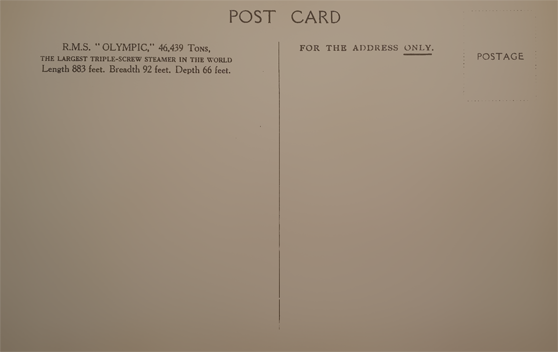 POST CARD
R.M.S. "OLYMPIC," 46,439 TONS,
THE LARGEST TRIPLE-SCREW STEAMER IN THE WORLD
Length 883 feet. Breadth 92 feet. Depth 66 feet.
FOR THE ADDRESS ONLY.
POSTAGE